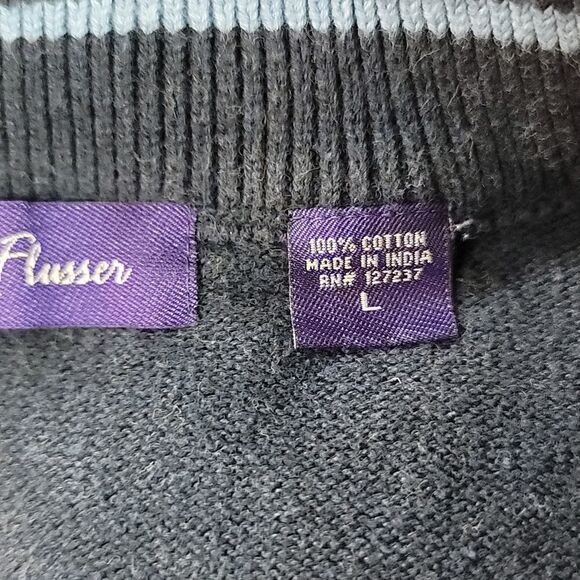 Flusser
100% COTTON
MADE IN INDIA
RN# 127237
L